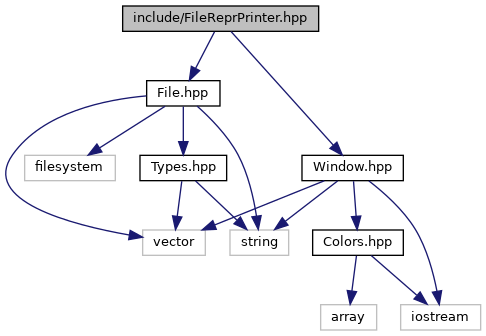 include/FileReprPrinter.hpp
File.hpp
filesystem
Types.hpp
Window.hpp
vector
string
Colors.hpp
array
iostream